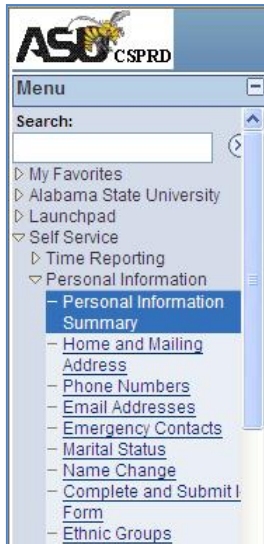 ASU CSPRD
Menu
Search:
My Favorites
Alabama State University
Launchpad
Self Service
Time Reporting
Personal Information
– Personal Information
Summary
– Home and Mailing
Address
– Phone Numbers
– Email Addresses
– Emergency Contacts
– Marital Status
– Name Change
– Complete and Submit I-
Form
– Ethnic Groups